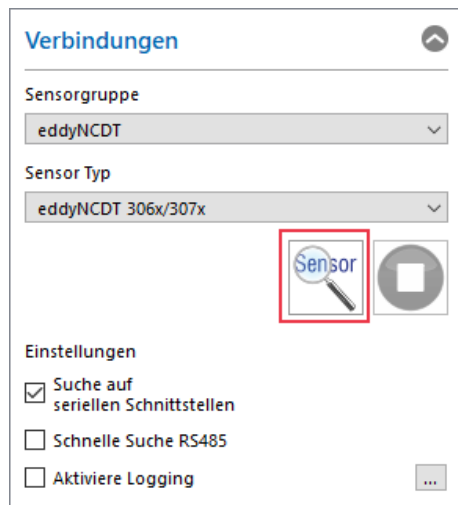 Verbindungen
Sensorgruppe
eddyNCDT
Sensor Typ
eddyNCDT 306x/307x
Sensor
Einstellungen
Suche auf
seriellen Schnittstellen
Schnelle Suche RS485
Aktiviere Logging
...